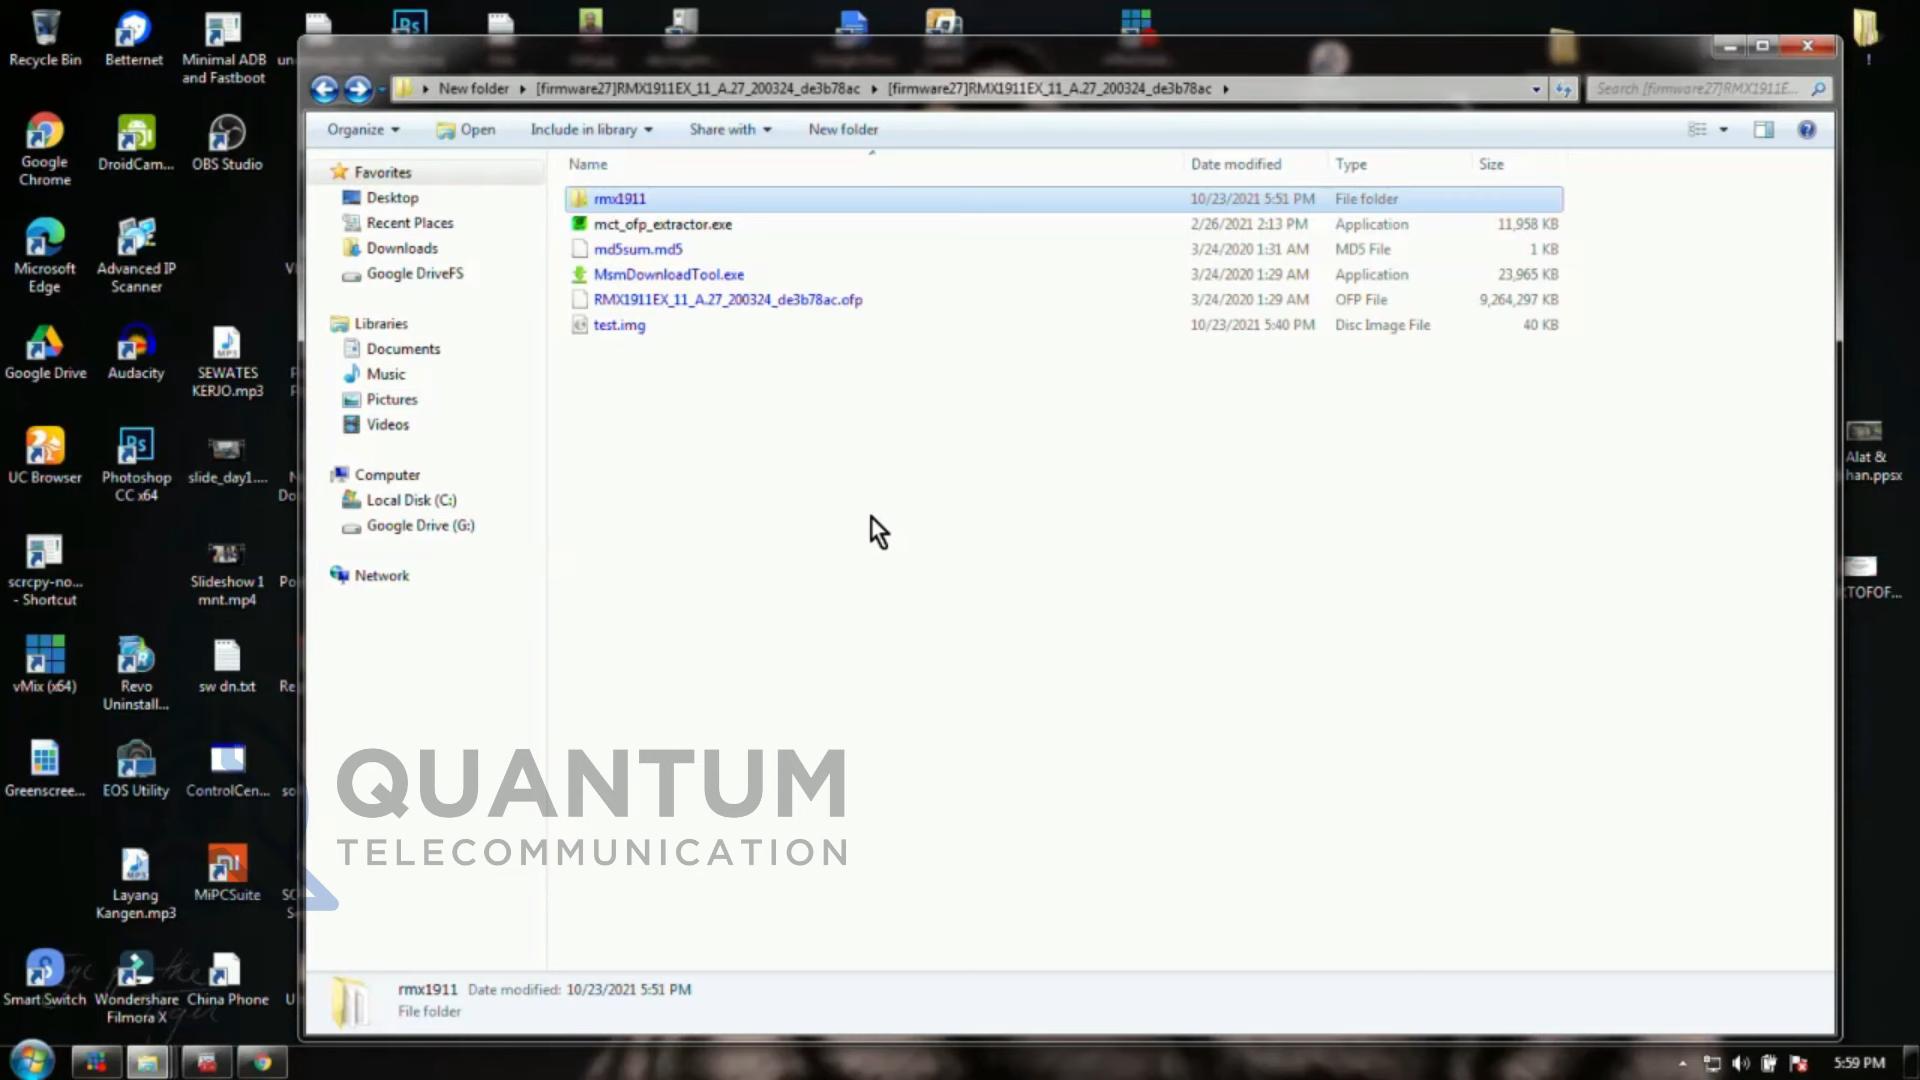 Recycle Bin
Betternet
Minimal ADB
and Fastboot
Google
Chrome
DroidCam...
OBS Studio
Microsoft
Edge
Advanced IP
Scanner
Google Drive
Audacity
SEWATES
KERJO.mp3
UC Browser
Photoshop
CC x64
slide_day1....
scrcpy-no...
- Shortcut
Slideshow 1
mnt.mp4
vMix (x64)
Revo
Uninstall...
sw dn.txt
Greenscree...
EOS Utility
ControlCen...
Layang
Kangen.mp3
MiPCSuite
Smart Switch
Wondershare
Filmora X
China Phone
New folder
[firmware27]RMX1911EX_11_A.27_200324_de3b78ac
[firmware27]RMX1911EX_11_A.27_200324_de3b78ac
Search [firmware27]RMX1911E...
Organize
Open
Include in library
Share with
New folder
Favorites
Desktop
Recent Places
Downloads
Google DriveFS
Libraries
Documents
Music
Pictures
Videos
Computer
Local Disk (C:)
Google Drive (G:)
Network
Name Date modified Type Size
rmx1911 10/23/2021 5:51 PM File folder
mct_ofp_extractor.exe 2/26/2021 2:13 PM Application 11,958 KB
md5sum.md5 3/24/2020 1:31 AM MD5 File 1 KB
MsmDownloadTool.exe 3/24/2020 1:29 AM Application 23,965 KB
RMX1911EX_11_A.27_200324_de3b78ac.ofp 3/24/2020 1:29 AM OFP File 9,264,297 KB
test.img 10/23/2021 5:40 PM Disc Image File 40 KB
QUANTUM
TELECOMMUNICATION
rmx1911 Date modified: 10/23/2021 5:51 PM
File folder
!
Alat &
han.ppsx
TOFOF...
5:59 PM